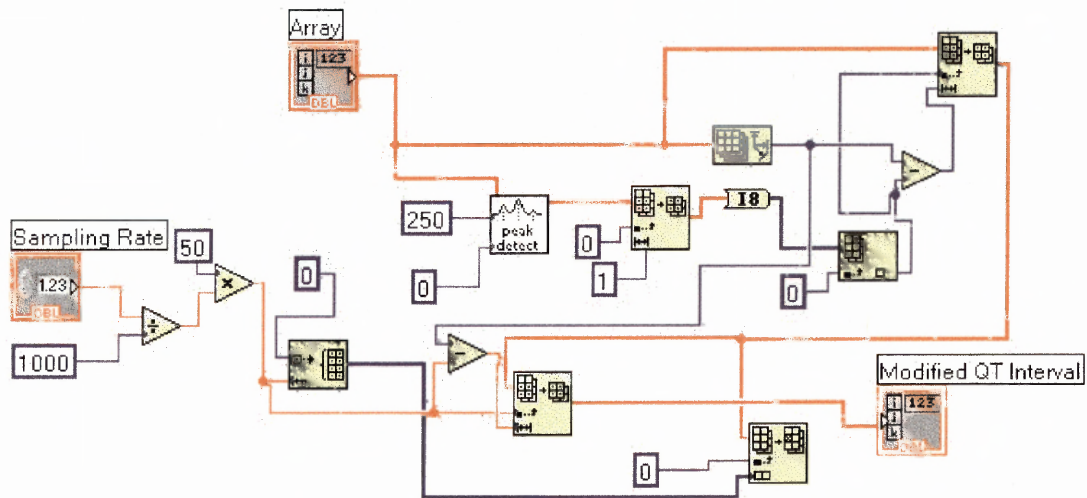 Array
i 123
j
k
DBL
250
peak
detect
0
0
1
I8
0
Sampling Rate
1.23
DBL
50
1000
0
0
Modified QT Interval
i 123
j
k
DBL